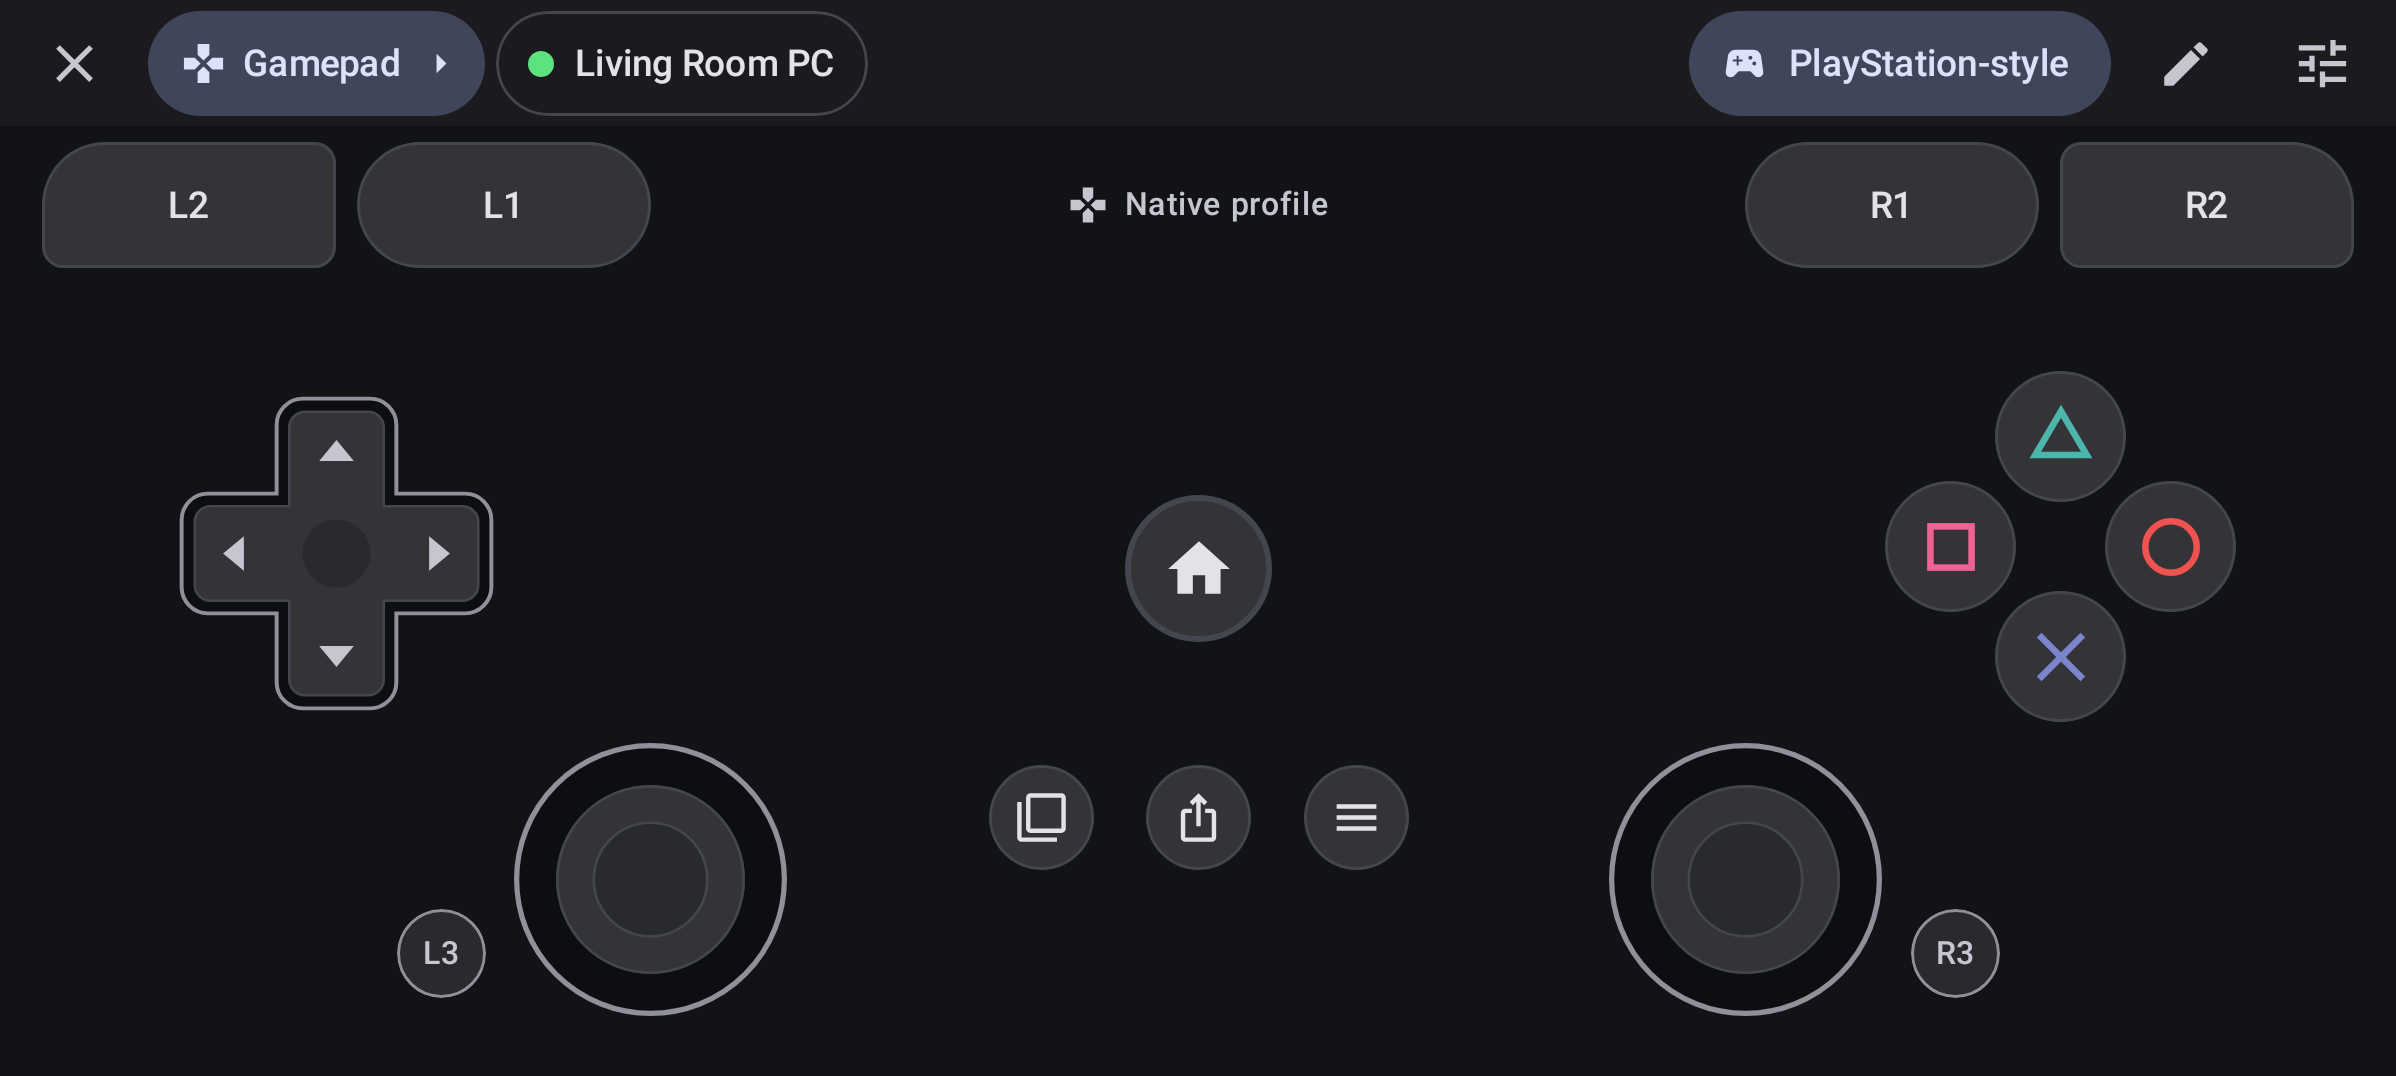 Gamepad
Living Room PC
PlayStation-style
L2
L1
Native profile
R1
R2
L3
R3